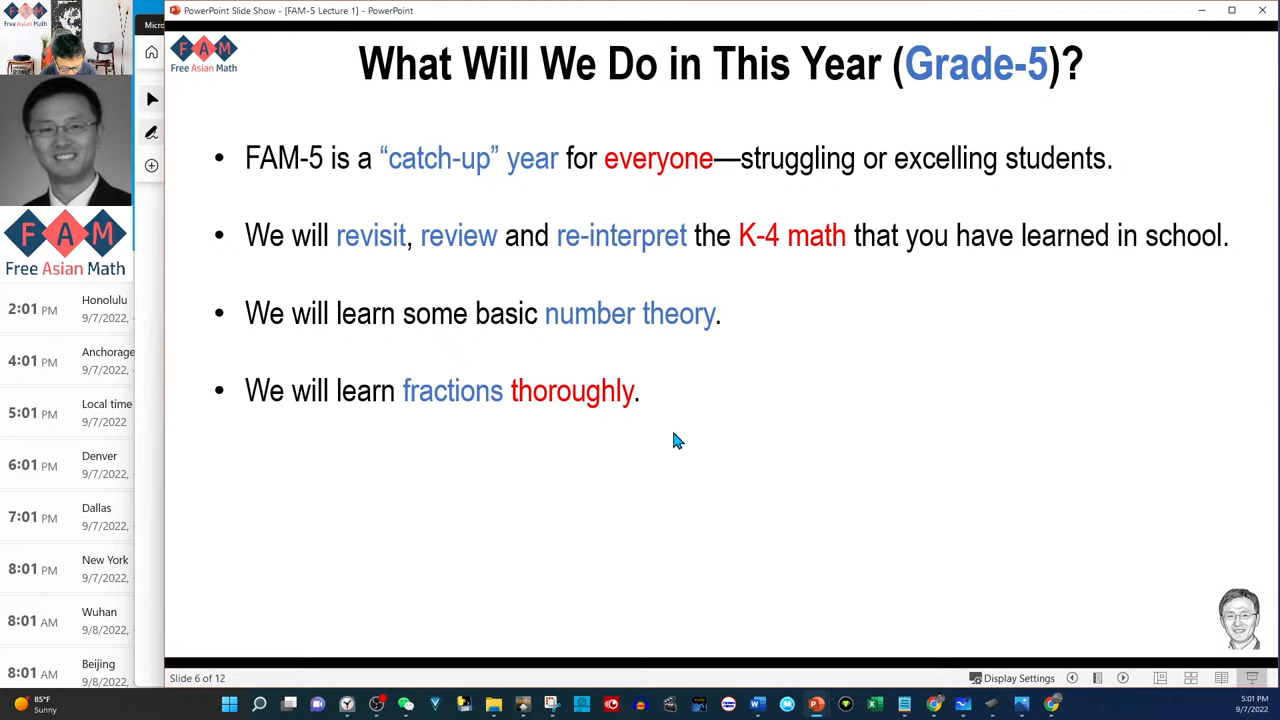 PowerPoint Slide Show - [FAM-5 Lecture 1] - PowerPoint
FAM
Free Asian Math
Micro
FAM
Free Asian Math
What Will We Do in This Year (Grade-5)?
• FAM-5 is a “catch-up” year for everyone—struggling or excelling students.
• We will revisit, review and re-interpret the K-4 math that you have learned in school.
• We will learn some basic number theory.
• We will learn fractions thoroughly.
FAM
Free Asian Math
2:01 PM Honolulu
9/7/2022,
4:01 PM Anchorage
9/7/2022,
5:01 PM Local time
9/7/2022
6:01 PM Denver
9/7/2022,
7:01 PM Dallas
9/7/2022,
8:01 PM New York
9/7/2022,
8:01 AM Wuhan
9/8/2022,
8:01 AM Beijing
9/8/2022,
Slide 6 of 12
Display Settings
85°F
Sunny
5:01 PM
9/7/2022